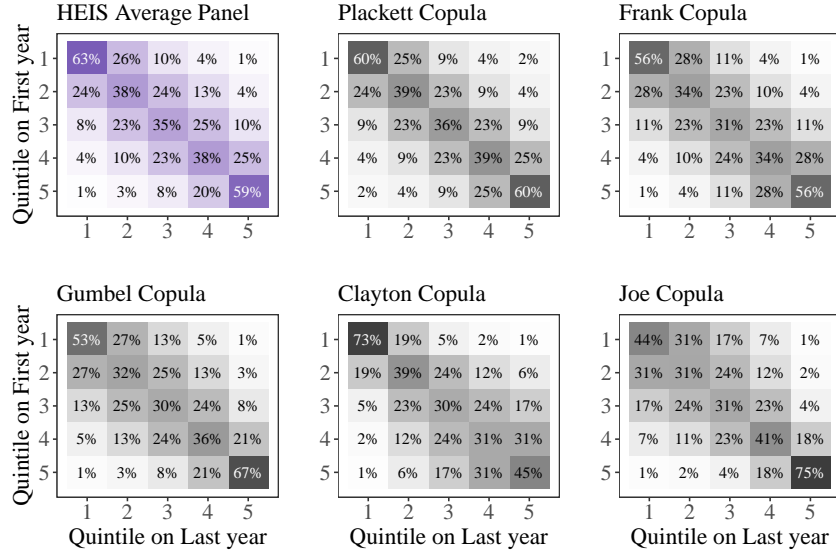 HEIS Average Panel
Plackett Copula
Frank Copula
Quintile on First year
1 63% 26% 10% 4% 1%
2 24% 38% 24% 13% 4%
3 8% 23% 35% 25% 10%
4 4% 10% 23% 38% 25%
5 1% 3% 8% 20% 59%
1 2 3 4 5
1 60% 25% 9% 4% 2%
2 24% 39% 23% 9% 4%
3 9% 23% 36% 23% 9%
4 4% 9% 23% 39% 25%
5 2% 4% 9% 25% 60%
1 2 3 4 5
1 56% 28% 11% 4% 1%
2 28% 34% 23% 10% 4%
3 11% 23% 31% 23% 11%
4 4% 10% 24% 34% 28%
5 1% 4% 11% 28% 56%
1 2 3 4 5
Gumbel Copula
Clayton Copula
Joe Copula
Quintile on First year
1 53% 27% 13% 5% 1%
2 27% 32% 25% 13% 3%
3 13% 25% 30% 24% 8%
4 5% 13% 24% 36% 21%
5 1% 3% 8% 21% 67%
1 2 3 4 5
Quintile on Last year
1 73% 19% 5% 2% 1%
2 19% 39% 24% 12% 6%
3 5% 23% 30% 24% 17%
4 2% 12% 24% 31% 31%
5 1% 6% 17% 31% 45%
1 2 3 4 5
Quintile on Last year
1 44% 31% 17% 7% 1%
2 31% 31% 24% 12% 2%
3 17% 24% 31% 23% 4%
4 7% 11% 23% 41% 18%
5 1% 2% 4% 18% 75%
1 2 3 4 5
Quintile on Last year